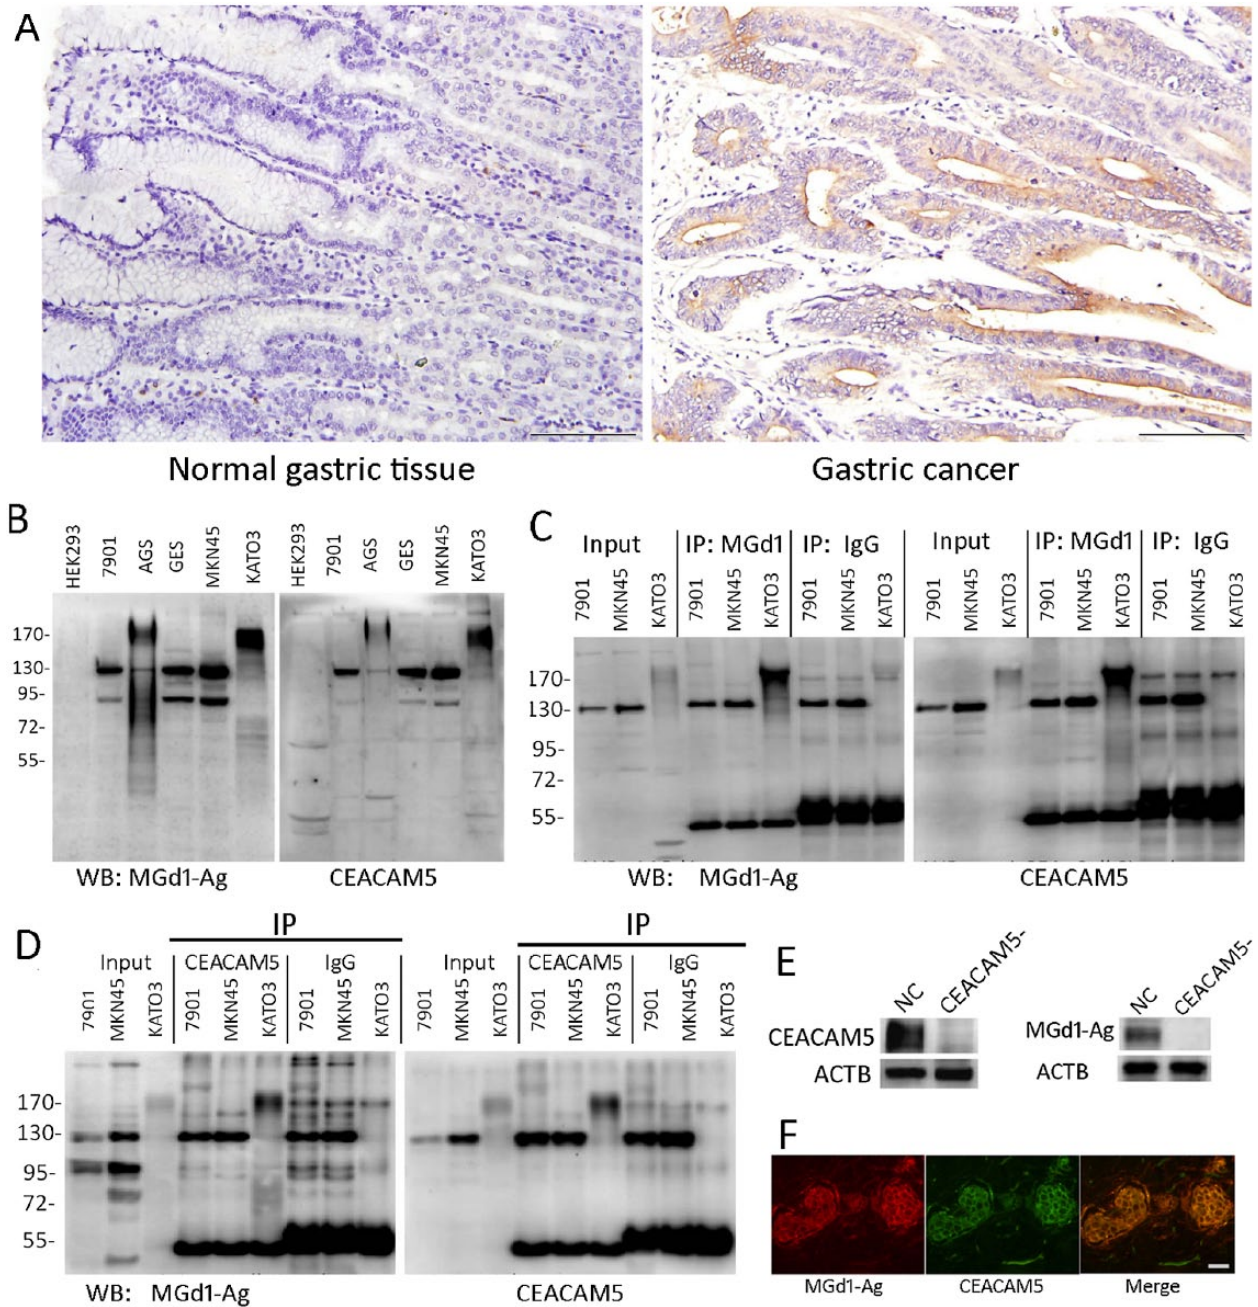 A
Normal gastric tissue
Gastric cancer
B
HEK293 7901 AGS GES MKN45 KATO3 HEK293 7901 AGS GES MKN45 KATO3
170-
130-
95-
72-
55-
WB: MGd1-Ag CEACAM5
C
Input IP: MGd1 IP: IgG Input IP: MGd1 IP: IgG
7901 MKN45 KATO3 7901 MKN45 KATO3 7901 MKN45 KATO3 7901 MKN45 KATO3 7901 MKN45 KATO3 7901 MKN45 KATO3
170-
130-
95-
72-
55-
WB: MGd1-Ag CEACAM5
D
IP IP
Input CEACAM5 IgG Input CEACAM5 IgG
7901 MKN45 KATO3 7901 MKN45 KATO3 7901 MKN45 KATO3 7901 MKN45 KATO3 7901 MKN45 KATO3 7901 MKN45 KATO3
170-
130-
95-
72-
55-
WB: MGd1-Ag CEACAM5
E
NC CEACAM5- NC CEACAM5-
CEACAM5 MGd1-Ag
ACTB ACTB
F
MGd1-Ag CEACAM5 Merge